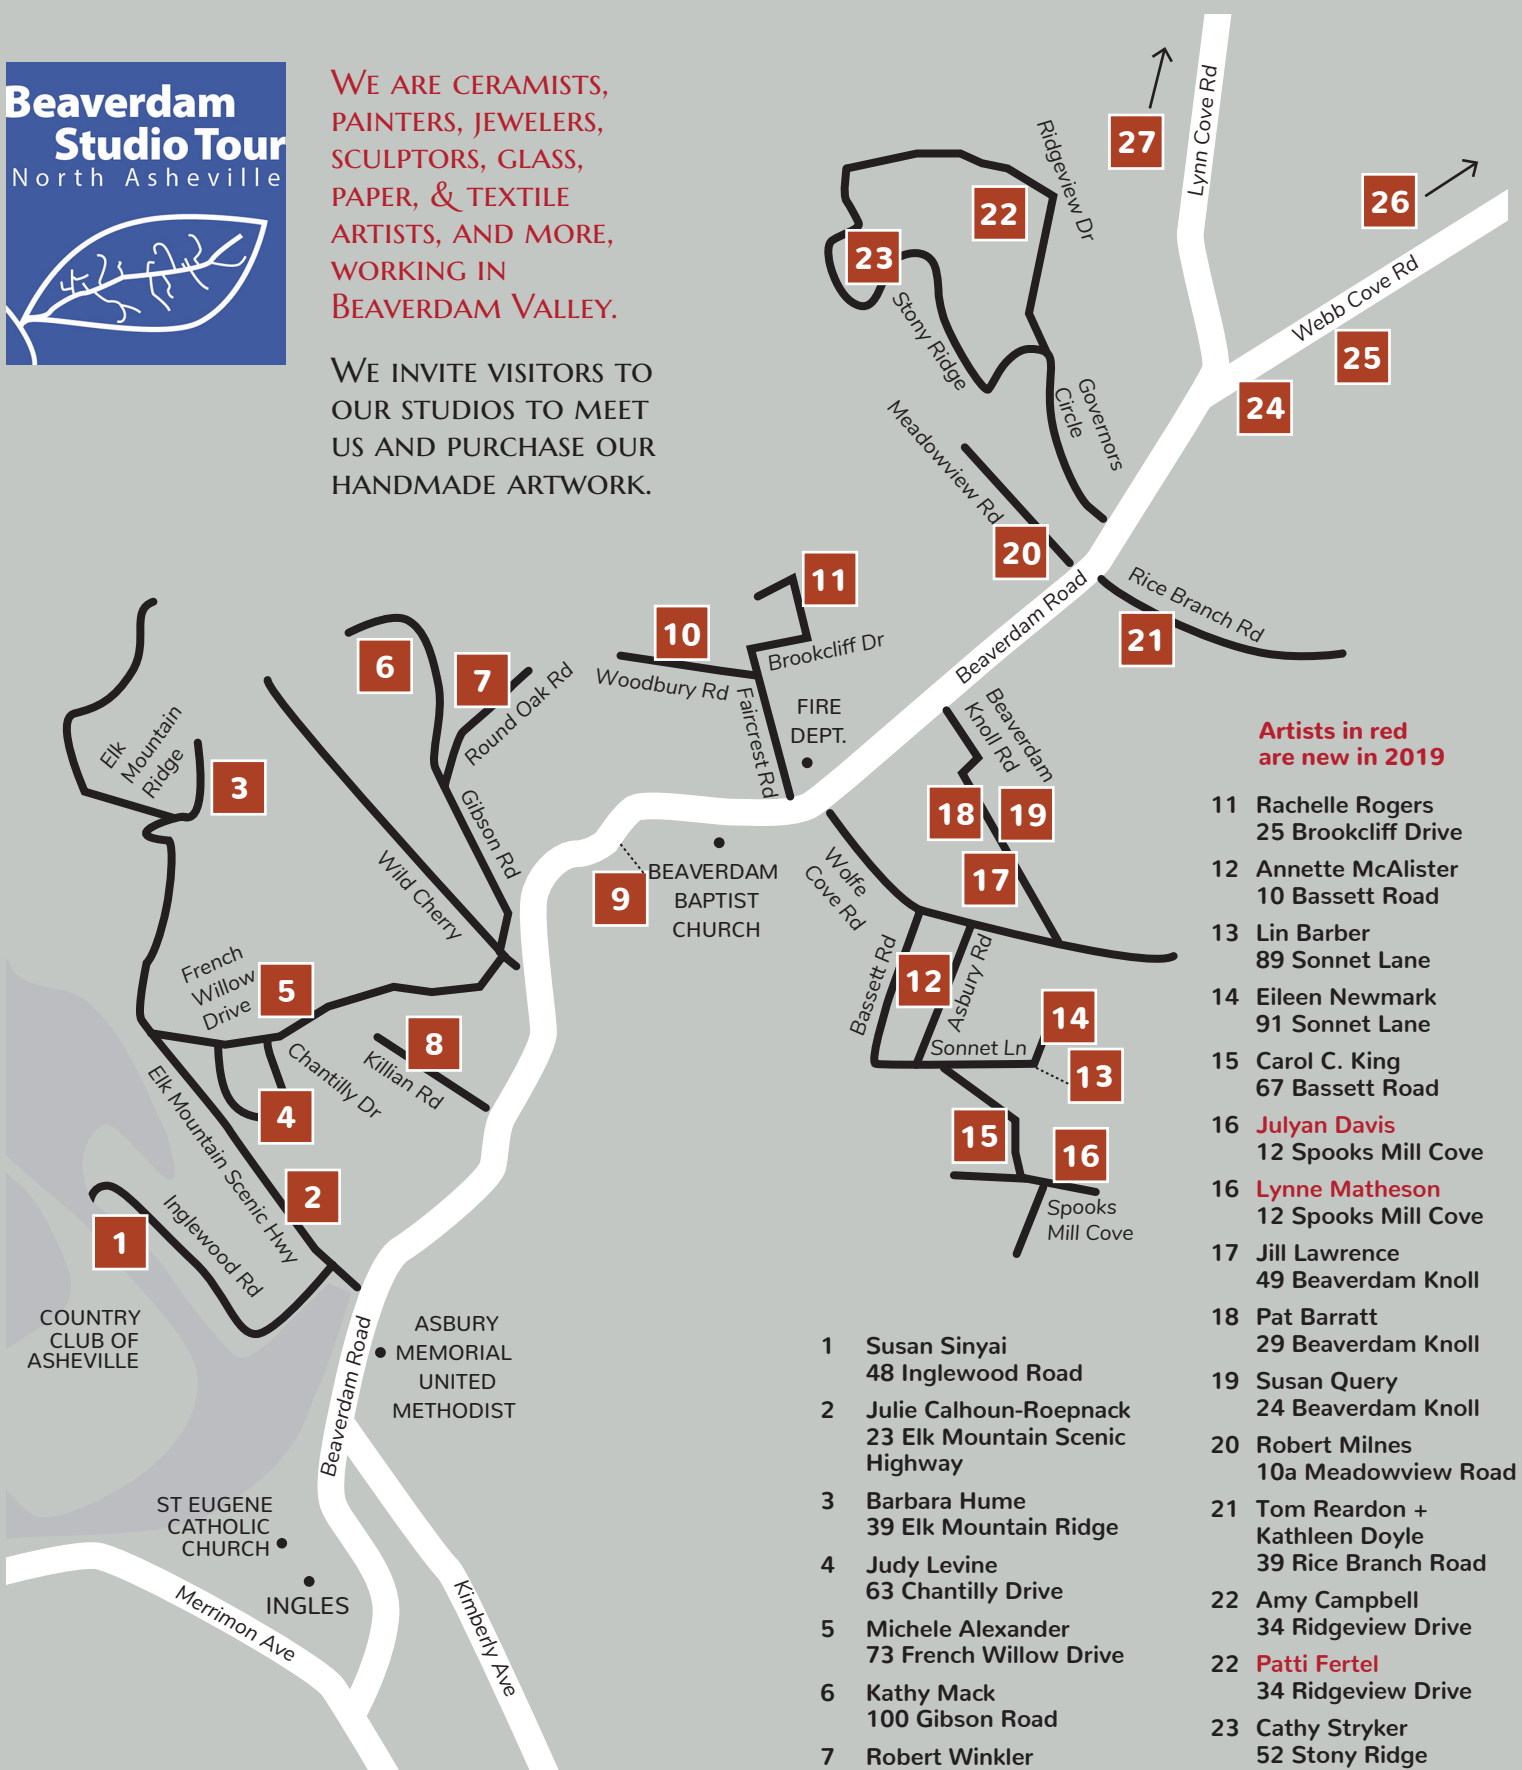 Beaverdam
Studio Tour
North Asheville
We are ceramists,
painters, jewelers,
sculptors, glass,
paper, & textile
artists, and more,
working in
Beaverdam Valley.
We invite visitors to
our studios to meet
us and purchase our
handmade artwork.
27
Lynn Cove Rd
26
Ridgeview Dr
22
23
Stony Ridge
Webb Cove Rd
25
24
Governors
Circle
Meadowview Rd
20
Beaverdam Road
Rice Branch Rd
21
11
10
Brookcliff Dr
Woodbury Rd
Faircrest Rd
FIRE
DEPT.
6
7
Round Oak Rd
Elk
Mountain
Ridge
3
Gibson Rd
Wild Cherry
Beaverdam
Knoll Rd
18
19
17
9
BEAVERDAM
BAPTIST
CHURCH
Wolfe
Cove Rd
French
Willow
Drive
5
Bassett Rd
12
Asbury Rd
14
Sonnet Ln
13
8
Killian Rd
Chantilly Dr
4
Elk Mountain Scenic Hwy
2
15
16
Spooks
Mill Cove
1
Inglewood Rd
COUNTRY
CLUB OF
ASHEVILLE
Beaverdam Road
ASBURY
MEMORIAL
UNITED
METHODIST
ST EUGENE
CATHOLIC
CHURCH
INGLES
Merrimon Ave
Kimberly Ave
1 Susan Sinyai
48 Inglewood Road
2 Julie Calhoun-Roepnack
23 Elk Mountain Scenic
Highway
3 Barbara Hume
39 Elk Mountain Ridge
4 Judy Levine
63 Chantilly Drive
5 Michele Alexander
73 French Willow Drive
6 Kathy Mack
100 Gibson Road
7 Robert Winkler
Artists in red
are new in 2019
11 Rachelle Rogers
25 Brookcliff Drive
12 Annette McAlister
10 Bassett Road
13 Lin Barber
89 Sonnet Lane
14 Eileen Newmark
91 Sonnet Lane
15 Carol C. King
67 Bassett Road
16 Julyan Davis
12 Spooks Mill Cove
16 Lynne Matheson
12 Spooks Mill Cove
17 Jill Lawrence
49 Beaverdam Knoll
18 Pat Barratt
29 Beaverdam Knoll
19 Susan Query
24 Beaverdam Knoll
20 Robert Milnes
10a Meadowview Road
21 Tom Reardon +
Kathleen Doyle
39 Rice Branch Road
22 Amy Campbell
34 Ridgeview Drive
22 Patti Fertel
34 Ridgeview Drive
23 Cathy Stryker
52 Stony Ridge